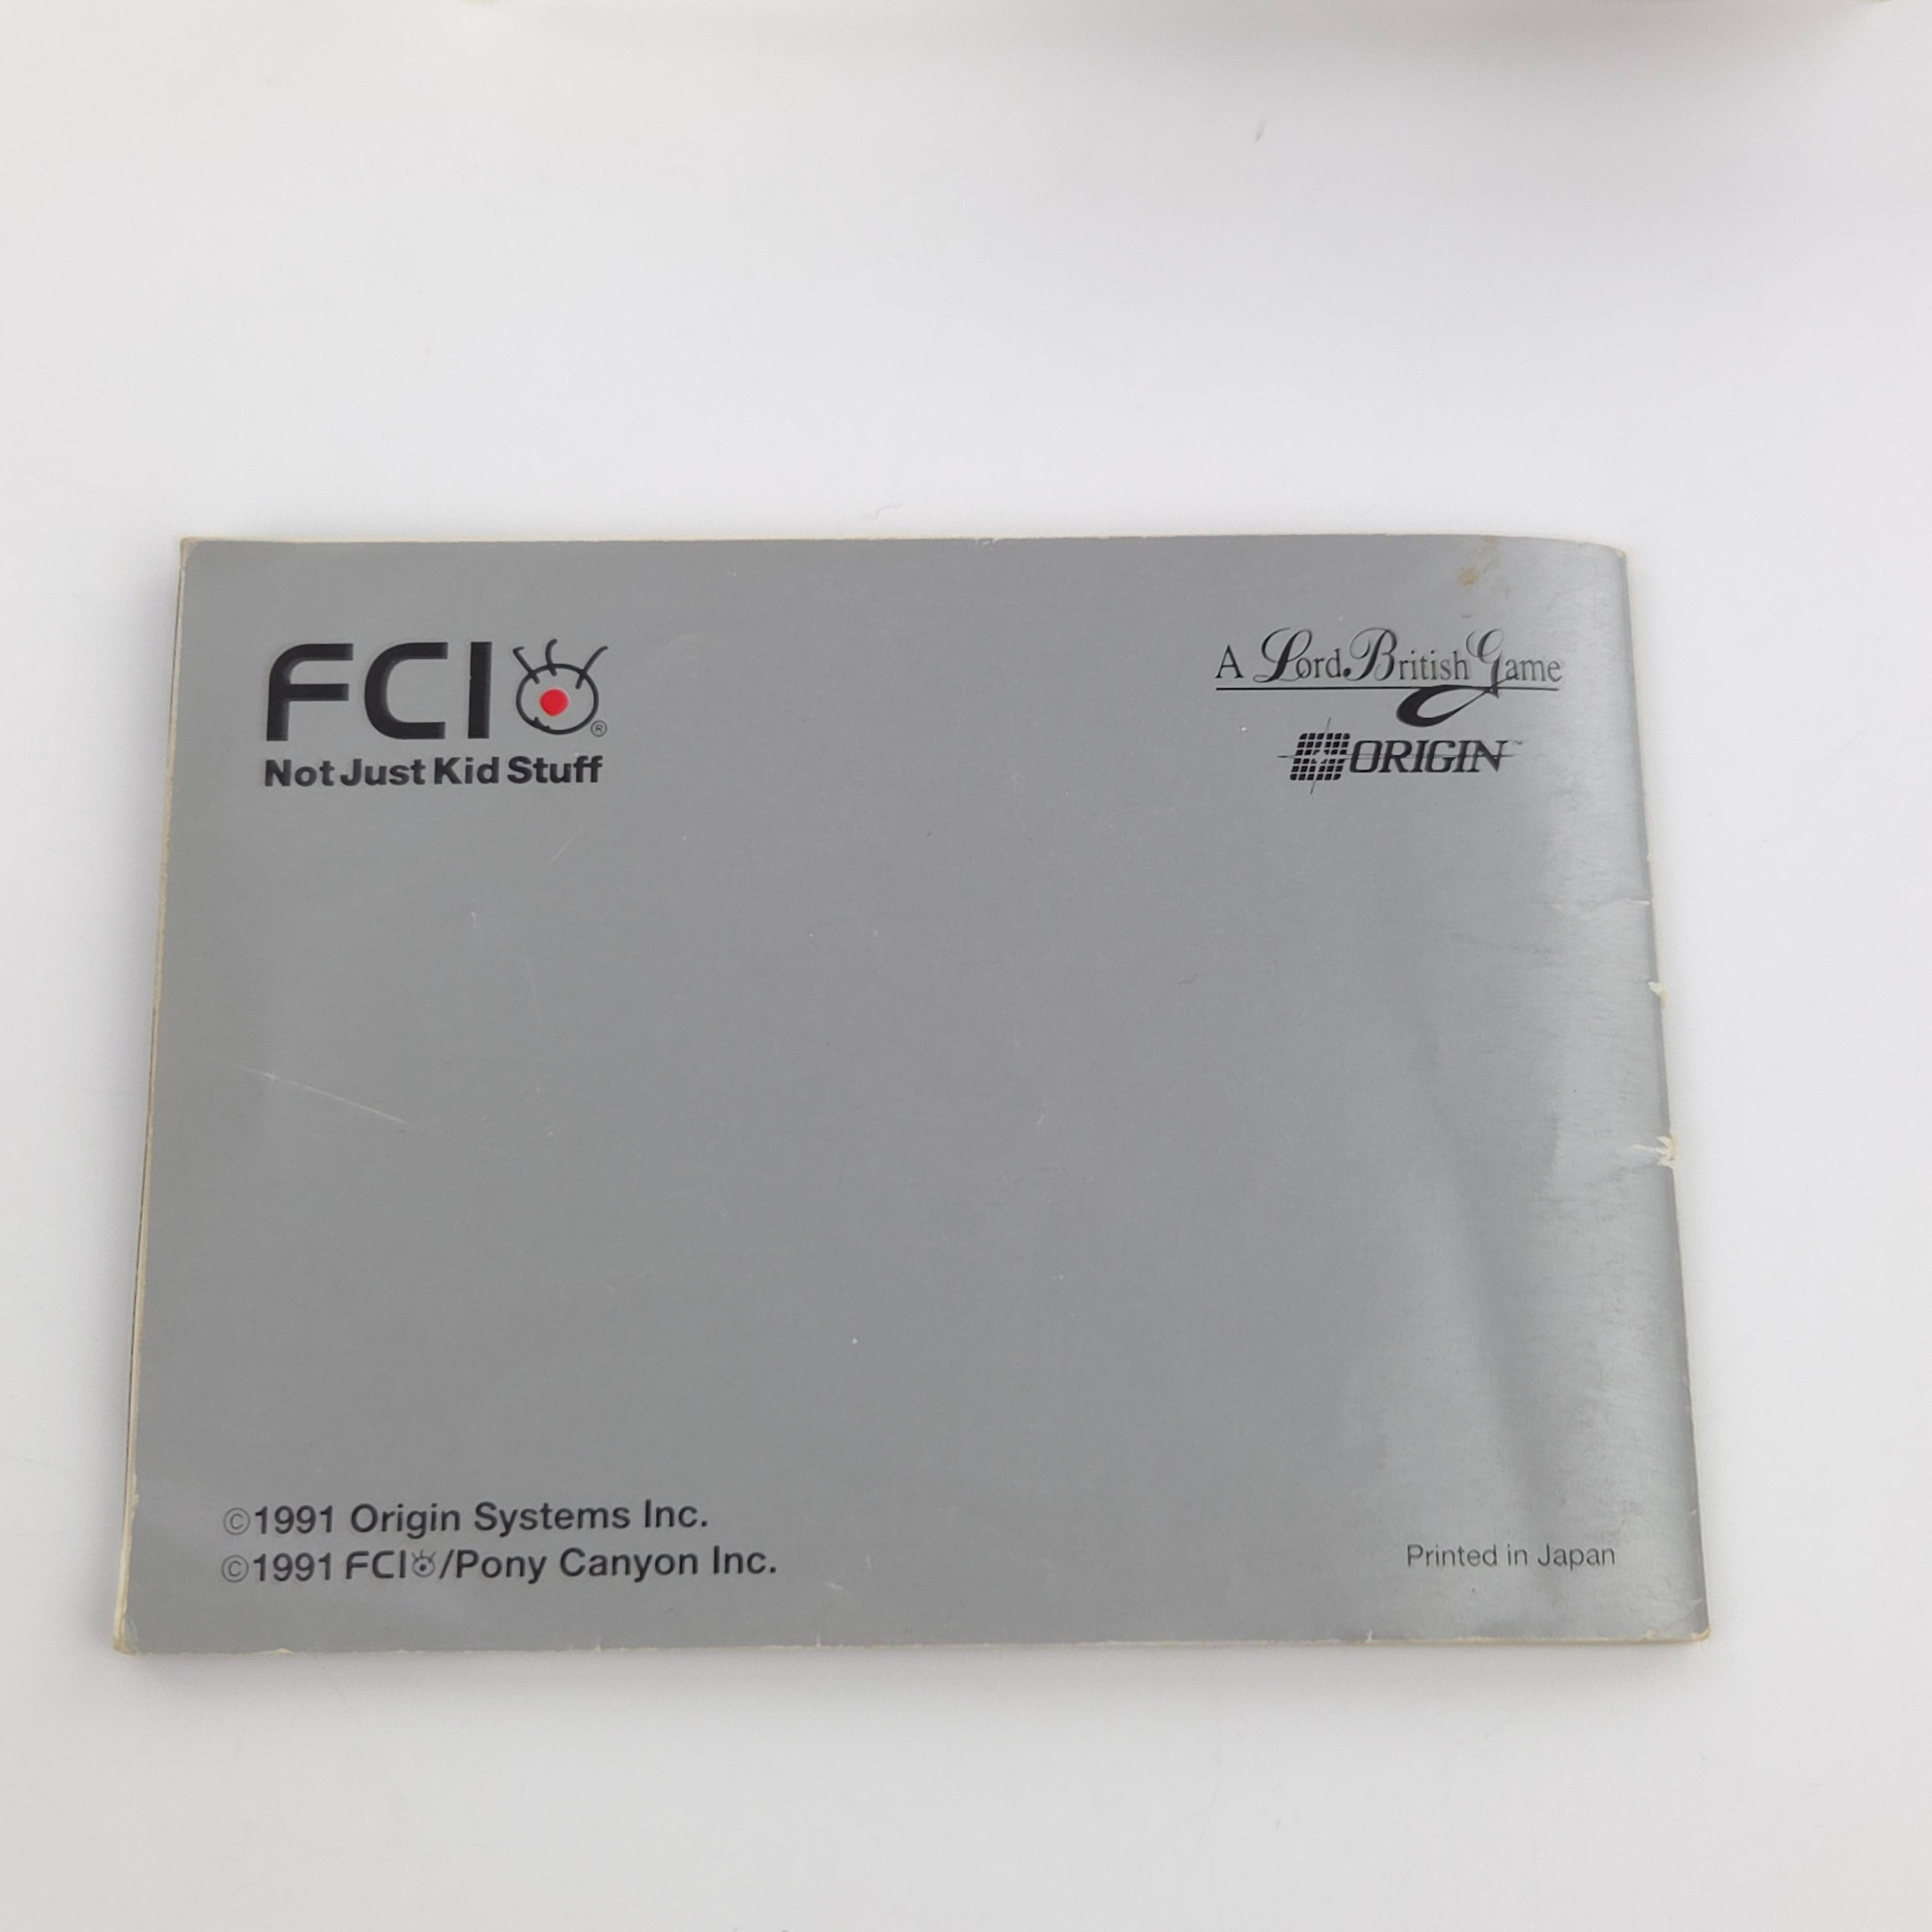 FCI®
Not Just Kid Stuff
A Lord British Game
ORIGIN™
©1991 Origin Systems Inc.
©1991 FCI/Pony Canyon Inc.
Printed in Japan